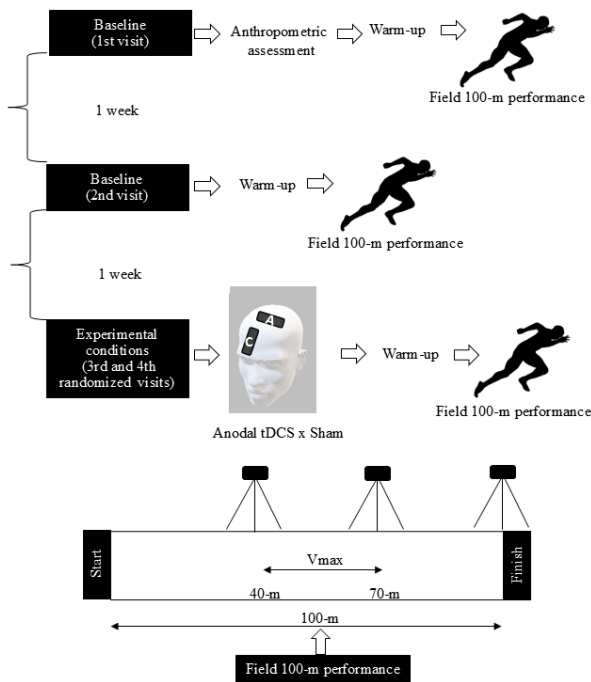 Baseline
(1st visit)
Anthropometric
assessment
Warm-up
Field 100-m performance
1 week
Baseline
(2nd visit)
Warm-up
Field 100-m performance
1 week
Experimental
conditions
(3rd and 4th
randomized visits)
A
C
Warm-up
Field 100-m performance
Anodal tDCS x Sham
Start
Vmax
40-m
70-m
Finish
100-m
Field 100-m performance